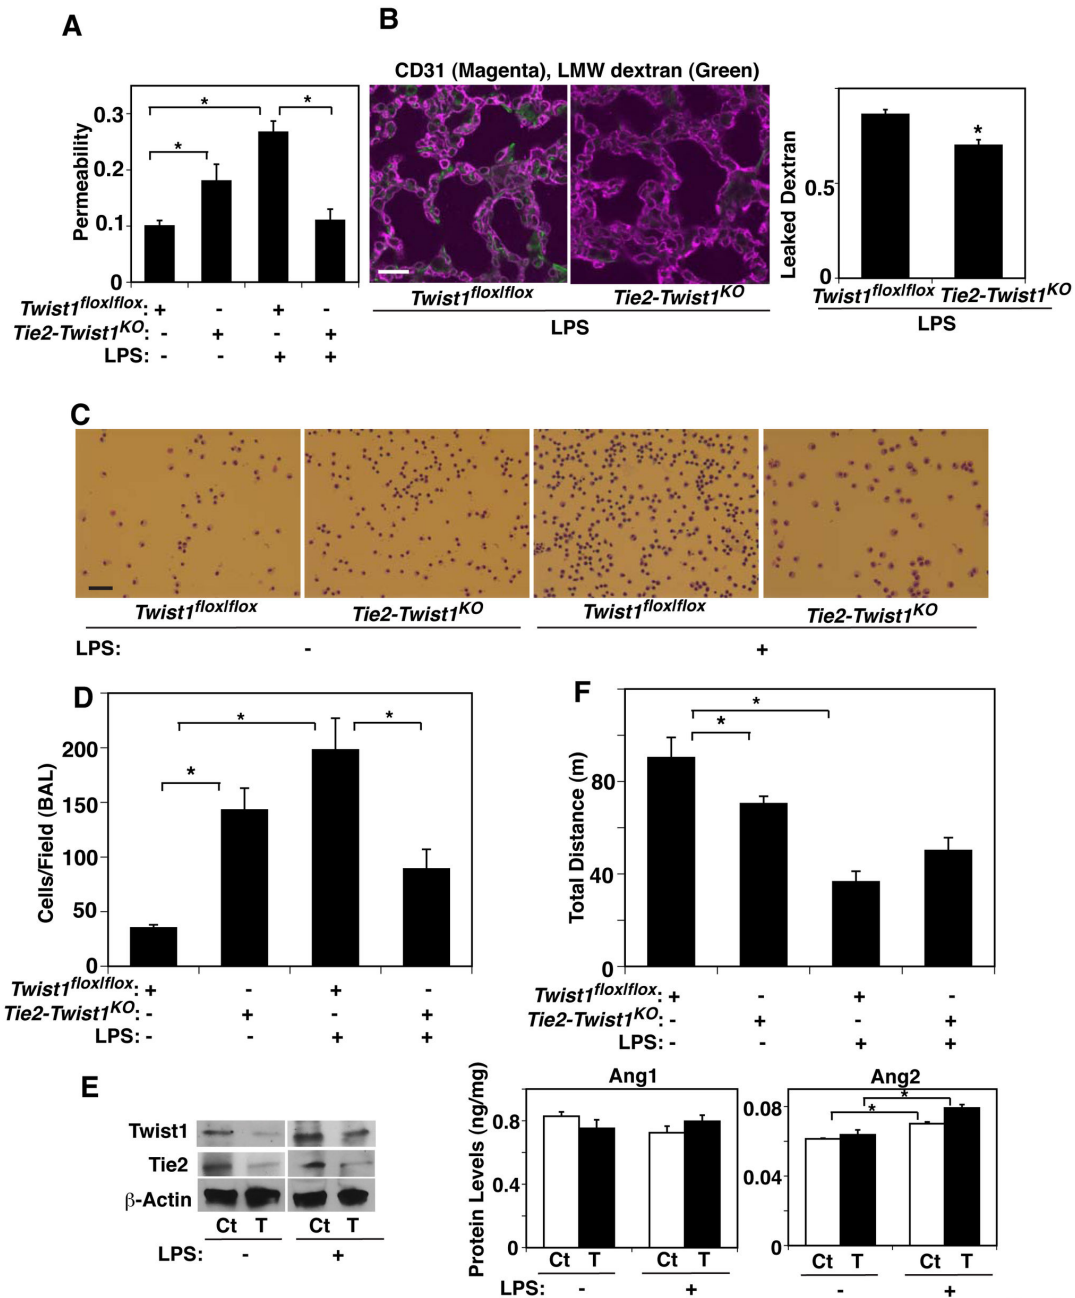 A
Permeability
0.3
0.2
0.1
0
*
*
*
Twist1flox/flox: + - + -
Tie2-Twist1KO: - + - +
LPS: - - + +
B
CD31 (Magenta), LMW dextran (Green)
Twist1flox/flox Tie2-Twist1KO
LPS
Leaked Dextran
0.5
0
*
Twist1flox/flox Tie2-Twist1KO
LPS
C
Twist1flox/flox Tie2-Twist1KO Twist1flox/flox Tie2-Twist1KO
LPS: - +
D
Cells/Field (BAL)
200
150
100
50
0
*
*
*
Twist1flox/flox: + - + -
Tie2-Twist1KO: - + - +
LPS: - - + +
F
Total Distance (m)
80
40
0
*
*
Twist1flox/flox: + - + -
Tie2-Twist1KO: - + - +
LPS: - - + +
E
Twist1
Tie2
β-Actin
Ct T Ct T
LPS: - +
Ang1
Protein Levels (ng/mg)
0.8
0.4
0
Ct T Ct T
LPS: - +
Ang2
0.08
0.04
0
*
*
Ct T Ct T
- +